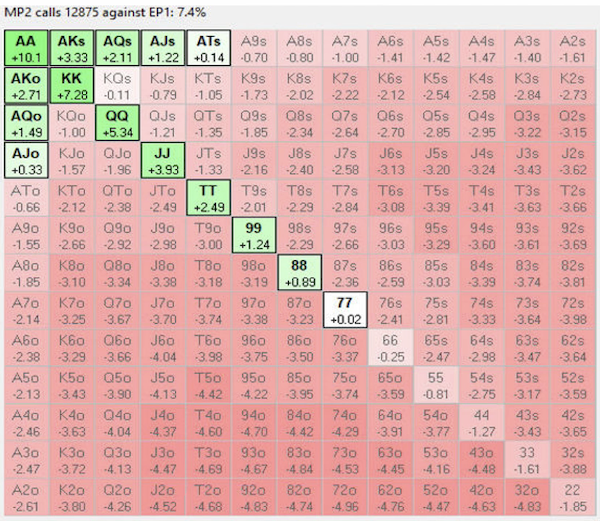 MP2 calls 12875 against EP1: 7.4%
AA AKs AQs AJs ATs A9s A8s A7s A6s A5s A4s A3s A2s
+10.1 +3.33 +2.11 +1.22 +0.14 -0.70 -0.80 -1.00 -1.41 -1.42 -1.47 -1.40 -1.61
AKo KK KQs KJs KTs K9s K8s K7s K6s K5s K4s K3s K2s
+2.71 +7.28 -0.11 -0.79 -1.05 -1.73 -2.02 -2.22 -2.12 -2.54 -2.58 -2.84 -2.73
AQo KQo QQ QJs QTs Q9s Q8s Q7s Q6s Q5s Q4s Q3s Q2s
+1.49 -1.00 +5.34 -1.21 -1.35 -1.85 -2.34 -2.64 -2.70 -2.85 -2.95 -3.22 -3.15
AJo KJo QJo JJ JTs J9s J8s J7s J6s J5s J4s J3s J2s
+0.33 -1.57 -1.96 +3.93 -1.33 -2.16 -2.40 -2.58 -3.13 -3.20 -3.24 -3.43 -3.62
ATo KTo QTo JTo TT T9s T8s T7s T6s T5s T4s T3s T2s
-0.66 -2.12 -2.38 -2.49 +2.49 -2.01 -2.29 -2.84 -3.08 -3.39 -3.41 -3.63 -3.66
A9o K9o Q9o J9o T9o 99 98s 97s 96s 95s 94s 93s 92s
-1.55 -2.66 -2.92 -2.98 -3.00 +1.24 -2.29 -2.66 -3.03 -3.29 -3.60 -3.61 -3.69
A8o K8o Q8o J8o T8o 98o 88 87s 86s 85s 84s 83s 82s
-1.85 -3.10 -3.34 -3.38 -3.18 -3.19 +0.89 -2.36 -2.59 -3.03 -3.39 -3.74 -3.81
A7o K7o Q7o J7o T7o 97o 87o 77 76s 75s 74s 73s 72s
-2.14 -3.25 -3.67 -3.70 -3.74 -3.38 -3.23 +0.02 -2.41 -2.81 -3.33 -3.64 -3.98
A6o K6o Q6o J6o T6o 96o 86o 76o 66 65s 64s 63s 62s
-2.38 -3.29 -3.66 -4.04 -3.98 -3.75 -3.50 -3.37 -0.25 -2.47 -2.98 -3.47 -3.64
A5o K5o Q5o J5o T5o 95o 85o 75o 65o 55 54s 53s 52s
-2.13 -3.43 -3.90 -4.13 -4.42 -4.22 -3.95 -3.74 -3.59 -0.81 -2.75 -3.17 -3.59
A4o K4o Q4o J4o T4o 94o 84o 74o 64o 54o 44 43s 42s
-2.46 -3.63 -4.04 -4.37 -4.60 -4.70 -4.42 -4.29 -3.91 -3.77 -1.27 -3.43 -3.65
A3o K3o Q3o J3o T3o 93o 83o 73o 63o 53o 43o 33 32s
-2.47 -3.72 -4.13 -4.47 -4.69 -4.67 -4.84 -4.53 -4.45 -4.16 -4.48 -1.61 -3.88
A2o K2o Q2o J2o T2o 92o 82o 72o 62o 52o 42o 32o 22
-2.61 -3.80 -4.26 -4.52 -4.68 -4.83 -4.74 -4.96 -4.76 -4.47 -4.63 -4.83 -1.85